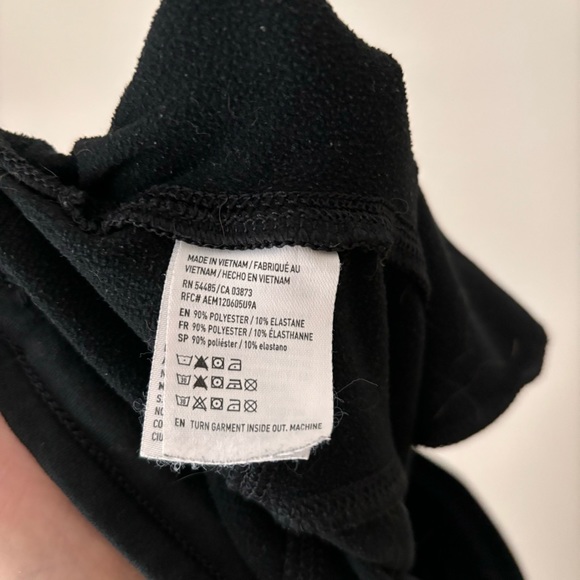 MADE IN VIETNAM / FABRIQUÉ AU
VIETNAM / HECHO EN VIETNAM
RN 54485/CA 03873
RFC# AEM120605U9A
EN 90% POLYESTER / 10% ELASTANE
FR 90% POLYESTER / 10% ÉLASTHANNE
SP 90% poliéster / 10% elastano
EN TURN GARMENT INSIDE OUT. MACHINE